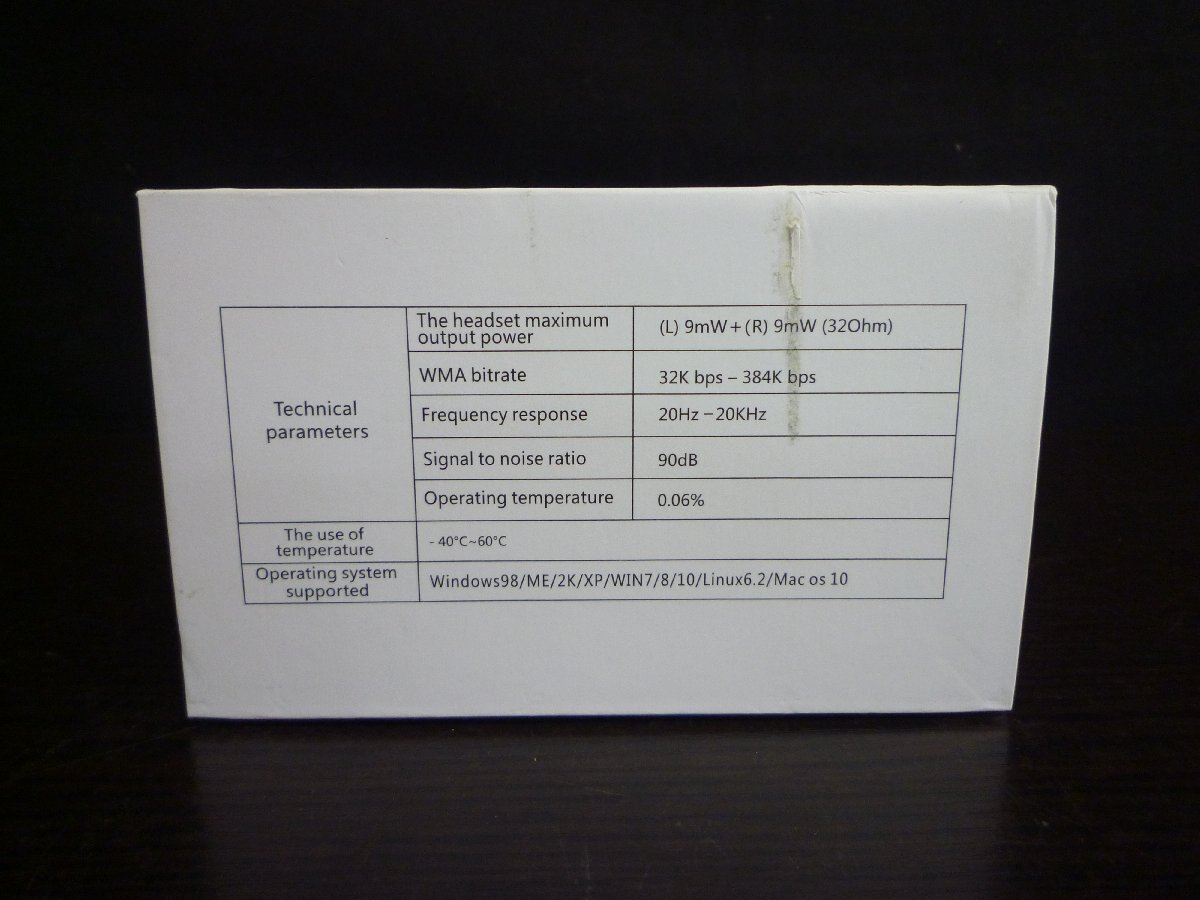 Technical
parameters
The headset maximum
output power
(L) 9mW+(R) 9mW (32Ohm)
WMA bitrate
32K bps – 384K bps
Frequency response
20Hz –20KHz
Signal to noise ratio
90dB
Operating temperature
0.06%
The use of
temperature
- 40°C~60°C
Operating system
supported
Windows98/ME/2K/XP/WIN7/8/10/Linux6.2/Mac os 10